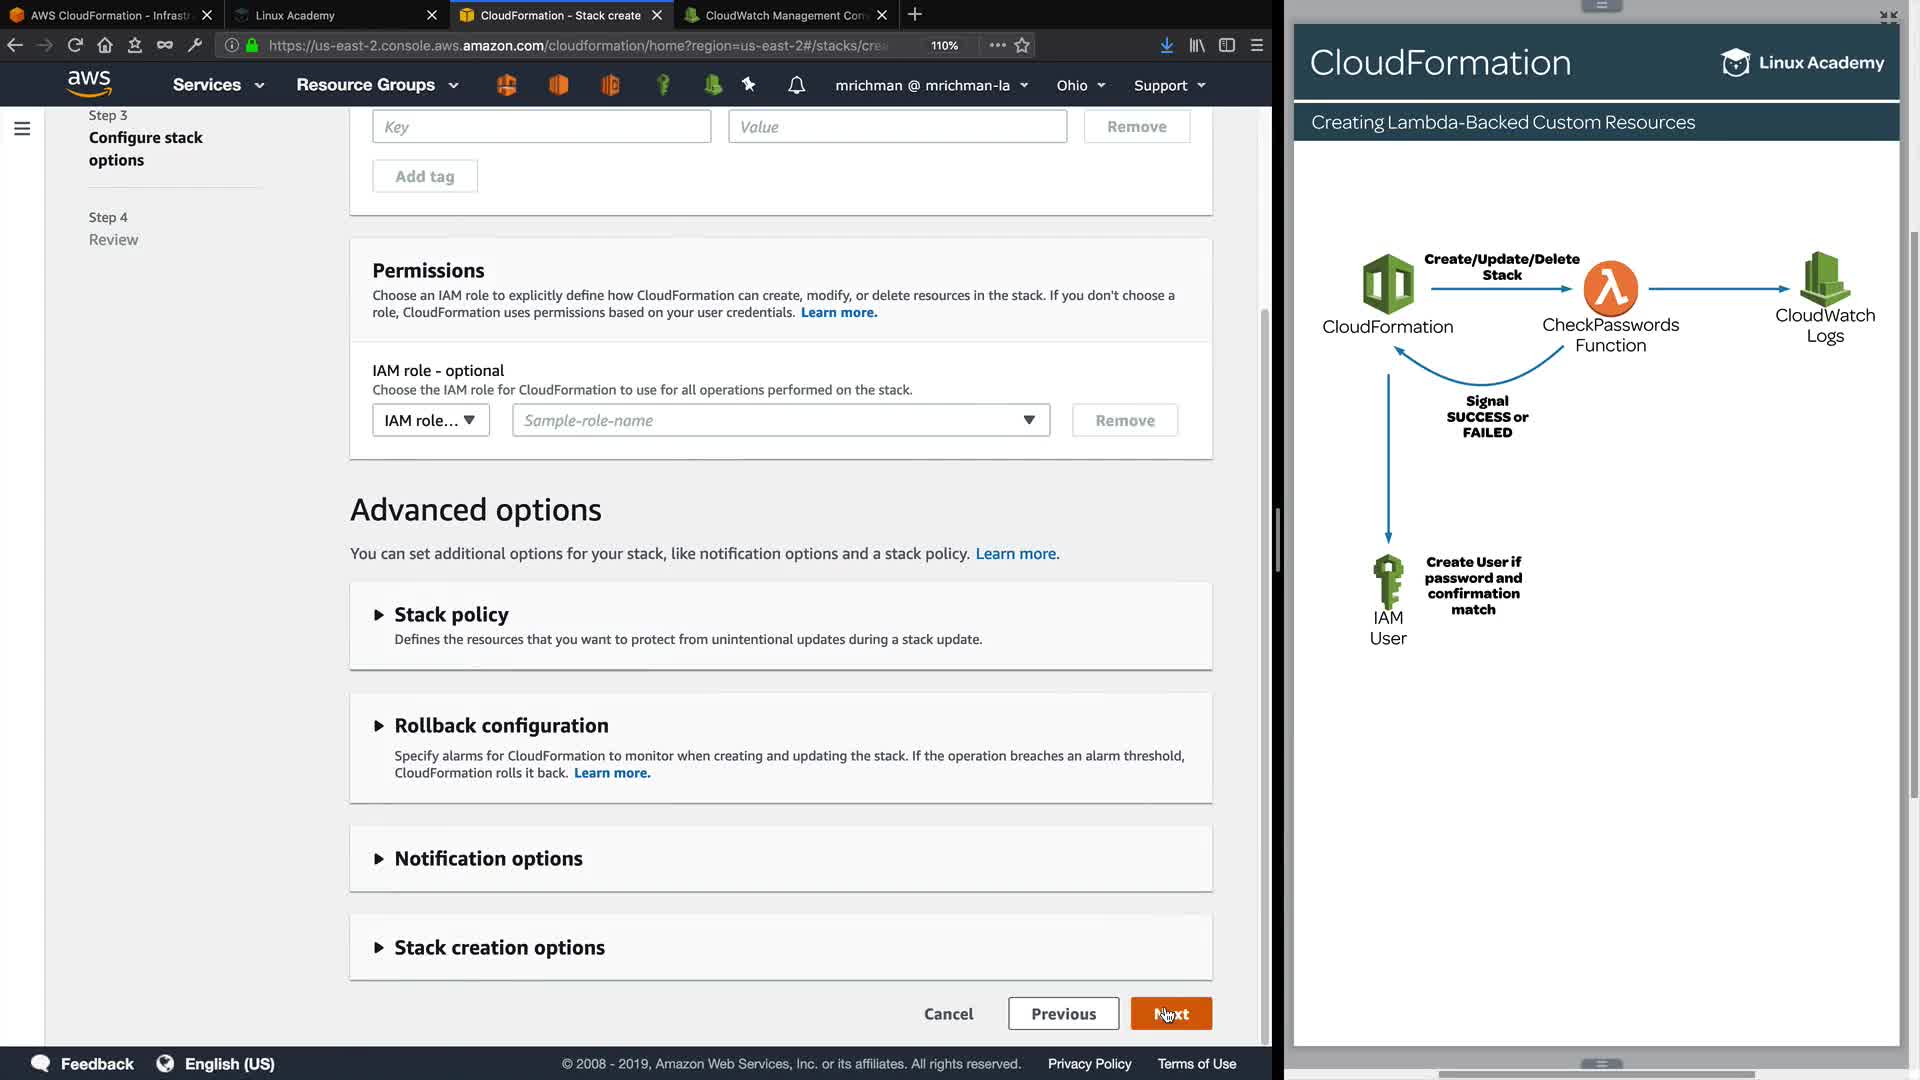 AWS CloudFormation - Infrastr
Linux Academy
CloudFormation - Stack create
CloudWatch Management Con
https://us-east-2.console.aws.amazon.com/cloudformation/home?region=us-east-2#/stacks/crea
110%
aws
Services
Resource Groups
mrichman @ mrichman-la
Ohio
Support
Step 3
Configure stack
options
Step 4
Review
Key
Value
Remove
Add tag
Permissions
Choose an IAM role to explicitly define how CloudFormation can create, modify, or delete resources in the stack. If you don't choose a
role, CloudFormation uses permissions based on your user credentials. Learn more.
IAM role - optional
Choose the IAM role for CloudFormation to use for all operations performed on the stack.
IAM role...
Sample-role-name
Remove
Advanced options
You can set additional options for your stack, like notification options and a stack policy. Learn more.
Stack policy
Defines the resources that you want to protect from unintentional updates during a stack update.
Rollback configuration
Specify alarms for CloudFormation to monitor when creating and updating the stack. If the operation breaches an alarm threshold,
CloudFormation rolls it back. Learn more.
Notification options
Stack creation options
Cancel
Previous
Next
Feedback
English (US)
© 2008 - 2019, Amazon Web Services, Inc. or its affiliates. All rights reserved.
Privacy Policy
Terms of Use
CloudFormation
Linux Academy
Creating Lambda-Backed Custom Resources
Create/Update/Delete
Stack
CloudFormation
CheckPasswords
Function
CloudWatch
Logs
Signal
SUCCESS or
FAILED
Create User if
password and
confirmation
match
IAM
User